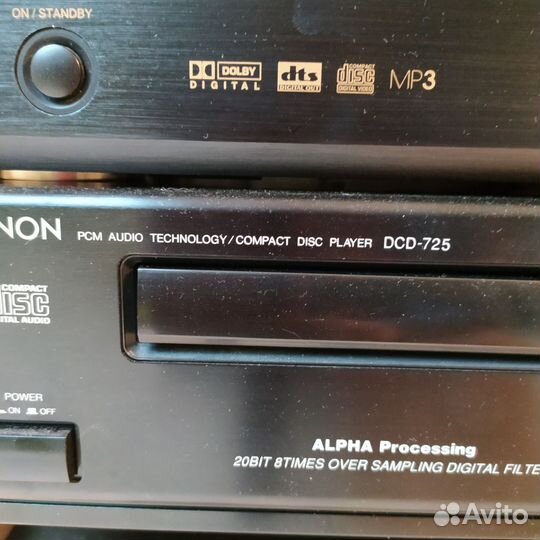 ON / STANDBY
DOLBY
DIGITAL
dts
DIGITAL OUT
COMPACT
DISC
DIGITAL VIDEO
MP3
NON
PCM AUDIO TECHNOLOGY/COMPACT DISC PLAYER DCD-725
COMPACT
DISC
ITAL AUDIO
POWER
ON OFF
ALPHA Processing
20BIT 8TIMES OVER SAMPLING DIGITAL FILTE
Avito